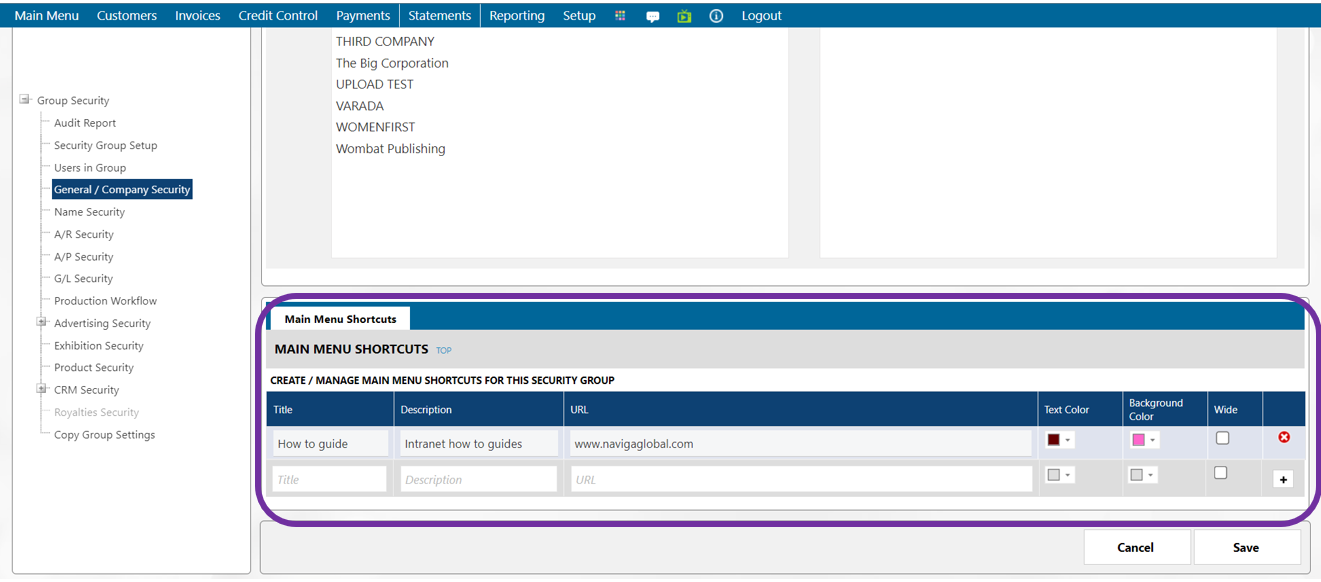 Main Menu Customers Invoices Credit Control Payments Statements Reporting Setup Logout
Group Security
Audit Report
Security Group Setup
Users in Group
General / Company Security
Name Security
A/R Security
A/P Security
G/L Security
Production Workflow
Advertising Security
Exhibition Security
Product Security
CRM Security
Royalties Security
Copy Group Settings
THIRD COMPANY
The Big Corporation
UPLOAD TEST
VARADA
WOMENFIRST
Wombat Publishing
Main Menu Shortcuts
MAIN MENU SHORTCUTS TOP
CREATE / MANAGE MAIN MENU SHORTCUTS FOR THIS SECURITY GROUP
Title Description URL Text Color Background Color Wide
How to guide Intranet how to guides www.navigaglobal.com
Title Description URL
Cancel Save